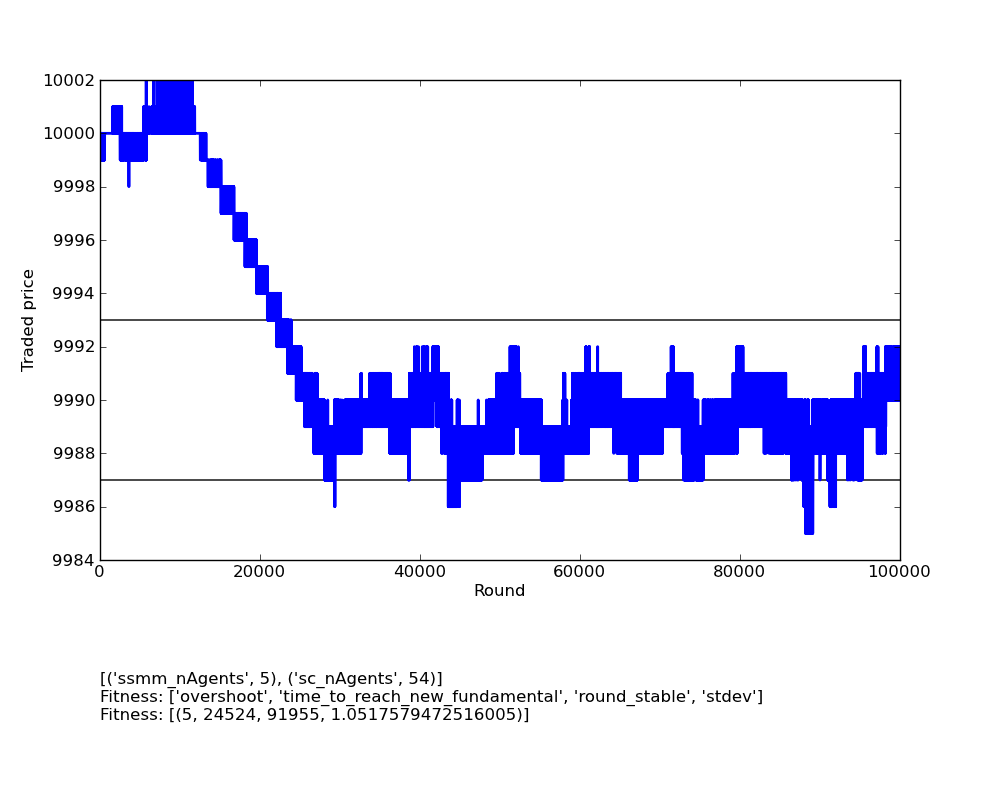 10002
10000
9998
9996
9994
9992
9990
9988
9986
9984
Traded price
0 20000 40000 60000 80000 100000
Round
[('ssmm_nAgents', 5), ('sc_nAgents', 54)]
Fitness: ['overshoot', 'time_to_reach_new_fundamental', 'round_stable', 'stdev']
Fitness: [(5, 24524, 91955, 1.0517579472516005)]